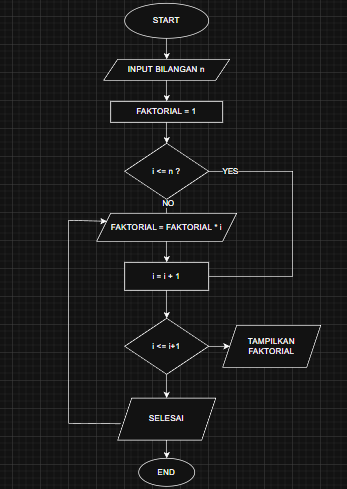 START
INPUT BILANGAN n
FAKTORIAL = 1
i <= n ?
YES
NO
FAKTORIAL = FAKTORIAL * i
i = i + 1
i <= i+1
TAMPILKAN
FAKTORIAL
SELESAI
END